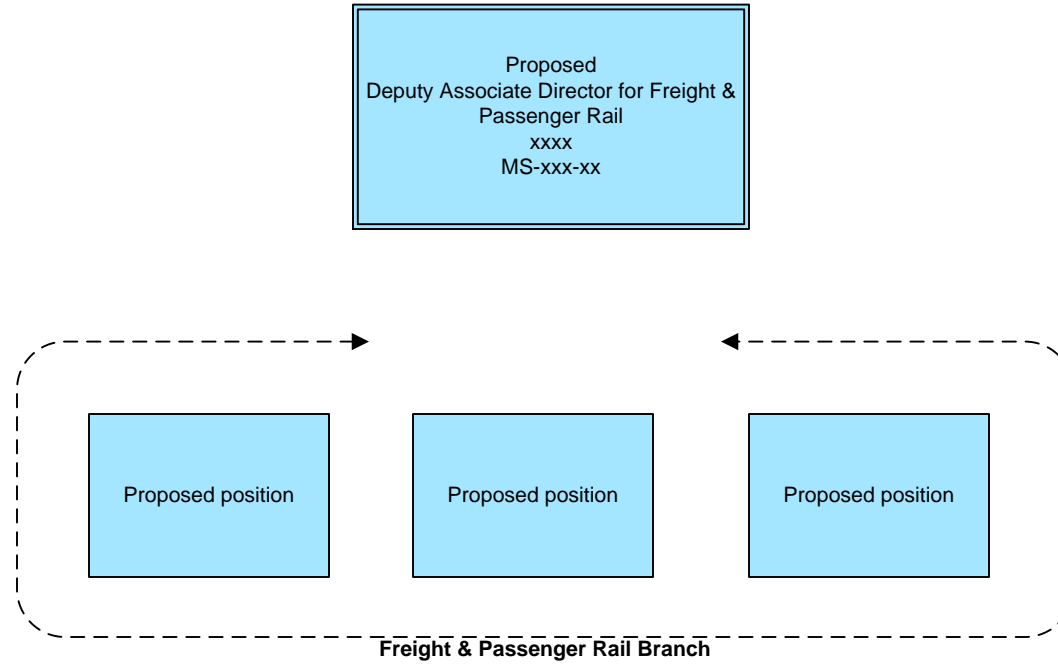 Proposed
Deputy Associate Director for Freight &
Passenger Rail
xxxx
MS-xxx-xx
Proposed position
Proposed position
Proposed position
Freight & Passenger Rail Branch